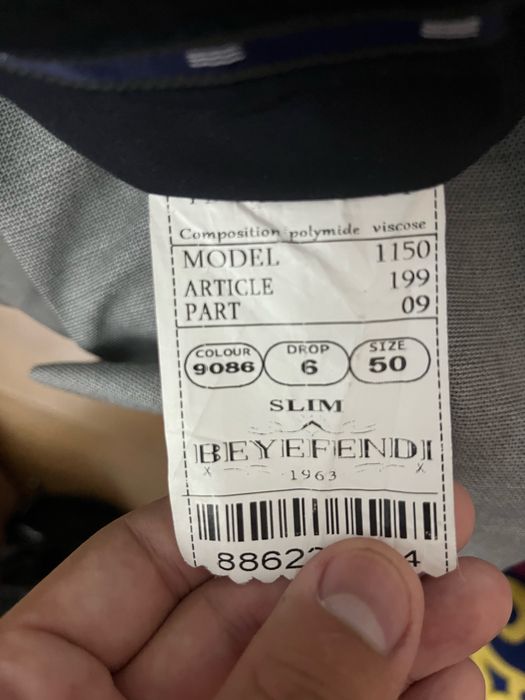 Composition polymide viscose
MODEL 1150
ARTICLE 199
PART 09
COLOUR DROP SIZE
9086 6 50
SLIM
BEYEFENDI
1963